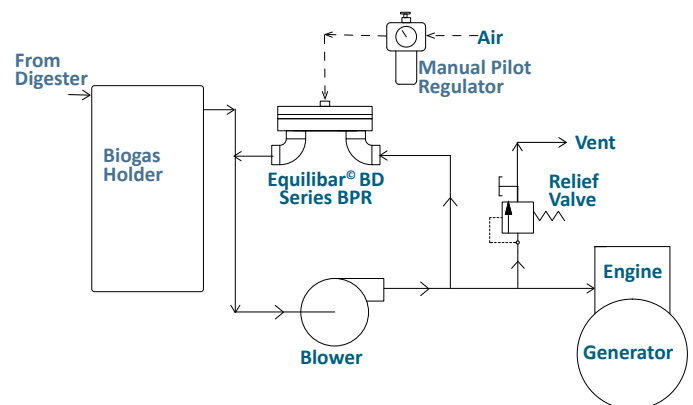 From
Digester
Biogas
Holder
Air
Manual Pilot
Regulator
Equilibar© BD
Series BPR
Blower
Vent
Relief
Valve
Engine
Generator